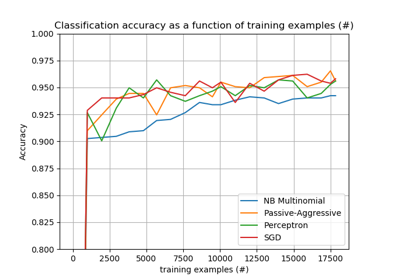 Classification accuracy as a function of training examples (#)
1.000
0.975
0.950
0.925
0.900
0.875
0.850
0.825
0.800
Accuracy
NB Multinomial
Passive-Aggressive
Perceptron
SGD
0 2500 5000 7500 10000 12500 15000 17500
training examples (#)